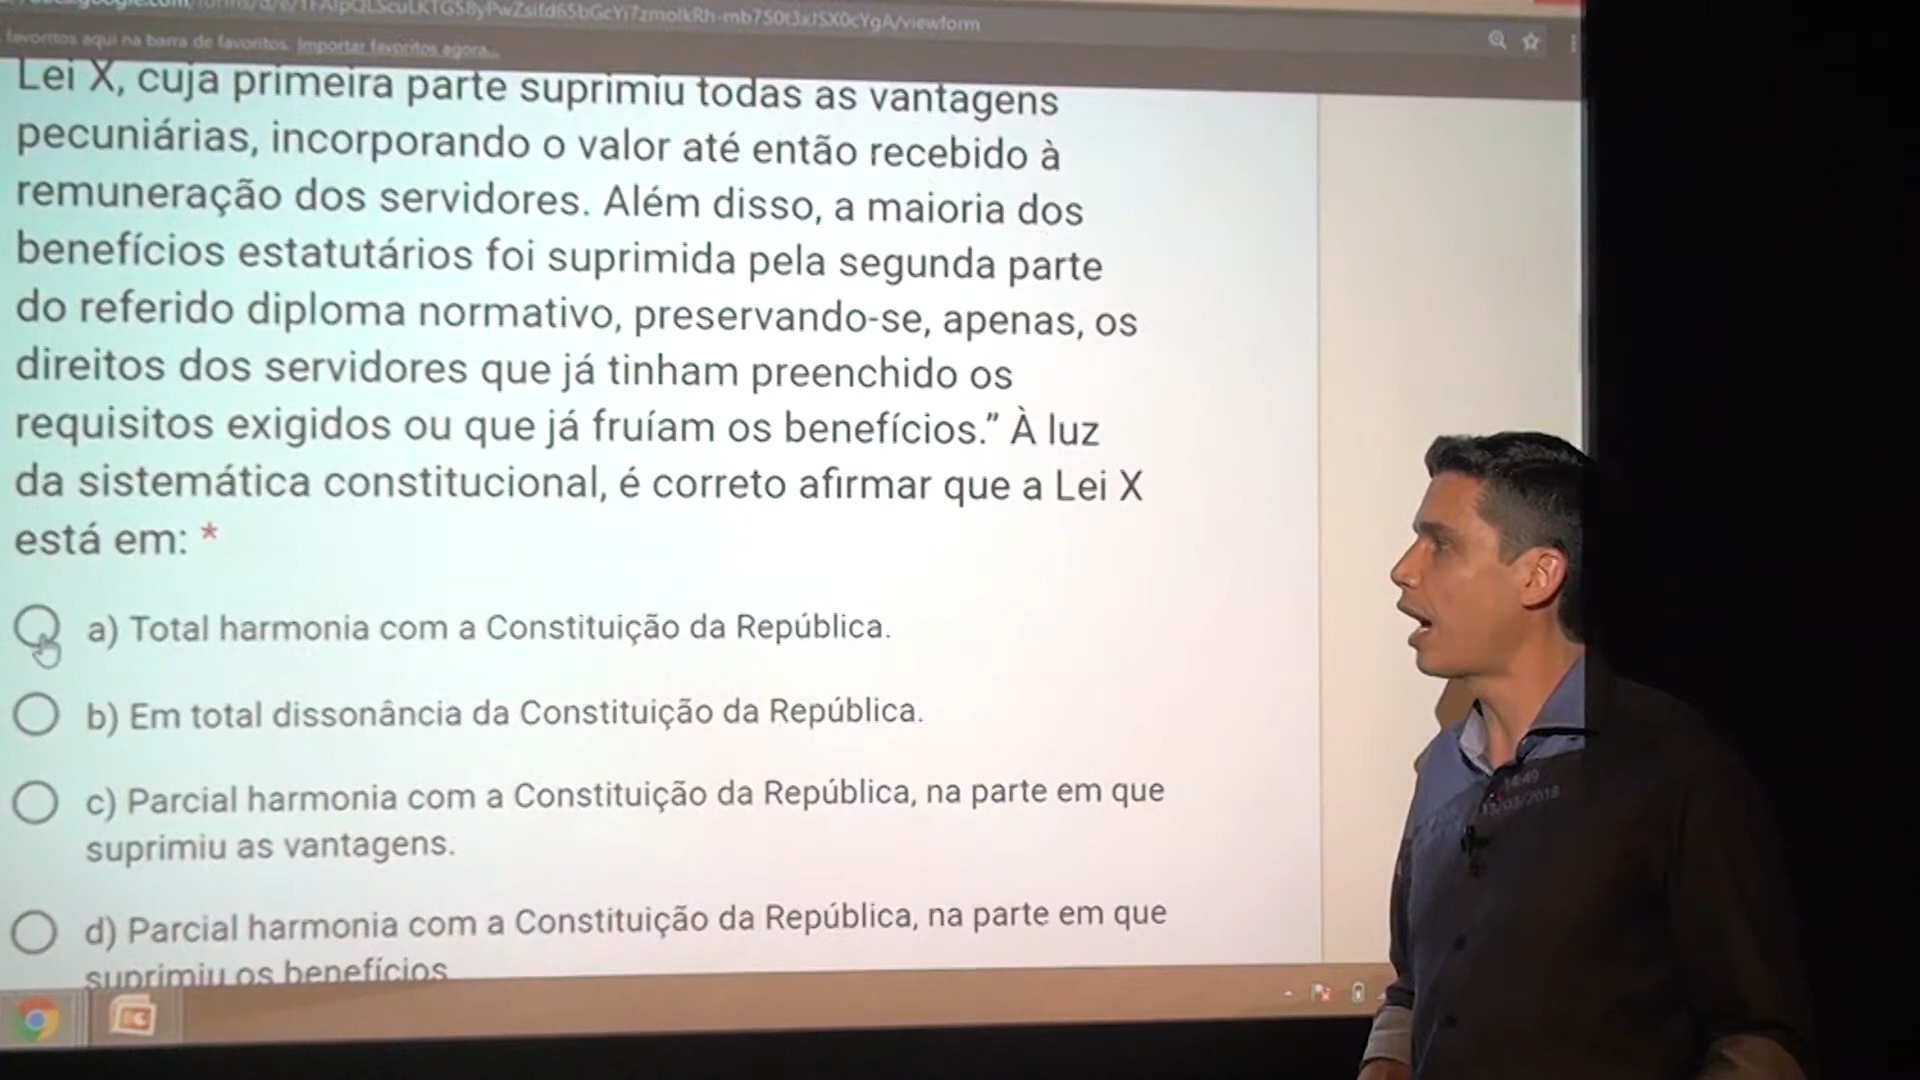 favoritos aqui na barra de favoritos. Importar favoritos agora...
Lei X, cuja primeira parte suprimiu todas as vantagens
pecuniárias, incorporando o valor até então recebido à
remuneração dos servidores. Além disso, a maioria dos
benefícios estatutários foi suprimida pela segunda parte
do referido diploma normativo, preservando-se, apenas, os
direitos dos servidores que já tinham preenchido os
requisitos exigidos ou que já fruíam os benefícios.” À luz
da sistemática constitucional, é correto afirmar que a Lei X
está em: *
a) Total harmonia com a Constituição da República.
b) Em total dissonância da Constituição da República.
c) Parcial harmonia com a Constituição da República, na parte em que
suprimiu as vantagens.
d) Parcial harmonia com a Constituição da República, na parte em que
suprimiu os benefícios
14:49